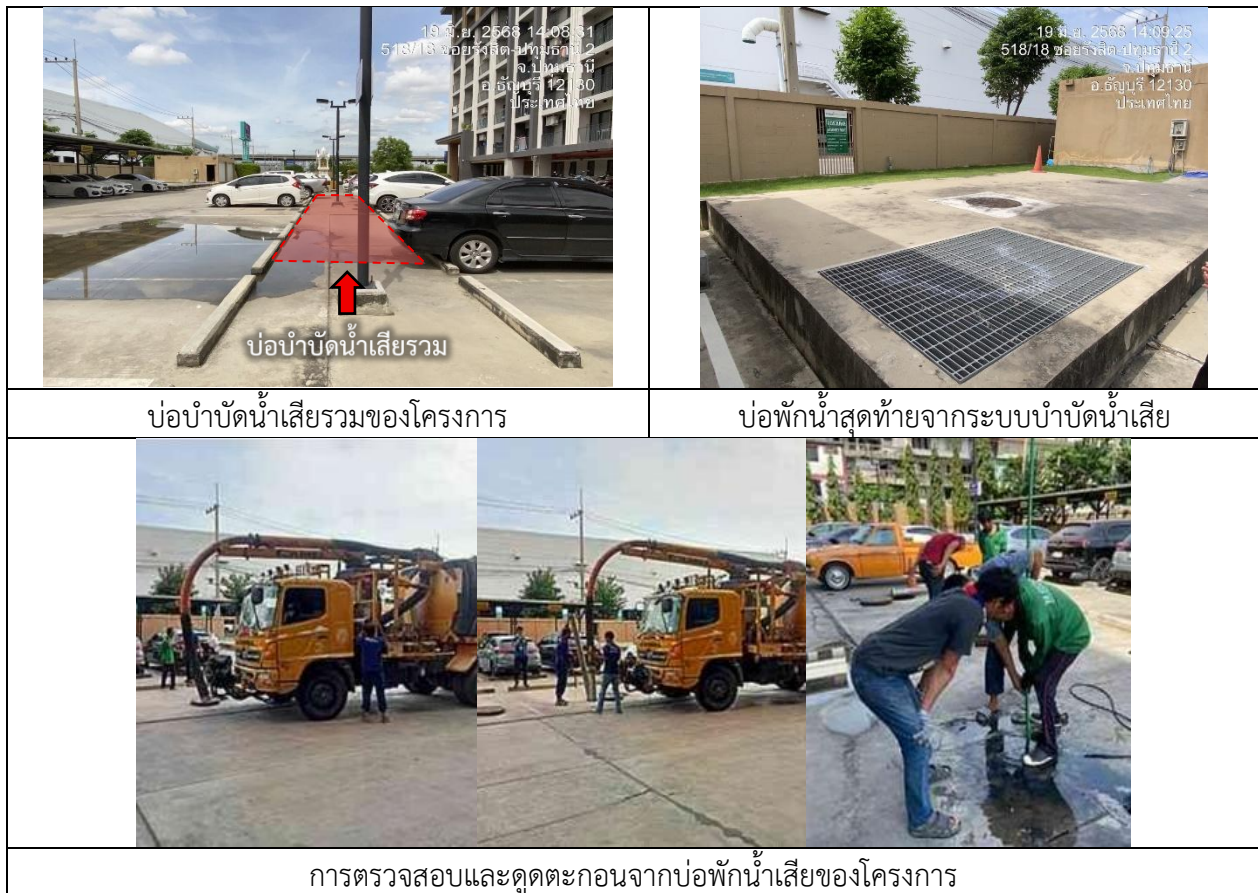 19 มิ.ย. 2568 14:08:31
518/18 ซอยรังสิต-ปทุมธานี 2
จ.ปทุมธานี
อ.ธัญบุรี 12130
ประเทศไทย
บ่อบำบัดน้ำเสียรวม
19 มิ.ย. 2568 14:09:25
518/18 ซอยรังสิต-ปทุมธานี 2
จ.ปทุมธานี
อ.ธัญบุรี 12130
ประเทศไทย
บ่อบำบัดน้ำเสียรวมของโครงการ
บ่อพักน้ำสุดท้ายจากระบบบำบัดน้ำเสีย
การตรวจสอบและดูดตะกอนจากบ่อพักน้ำเสียของโครงการ